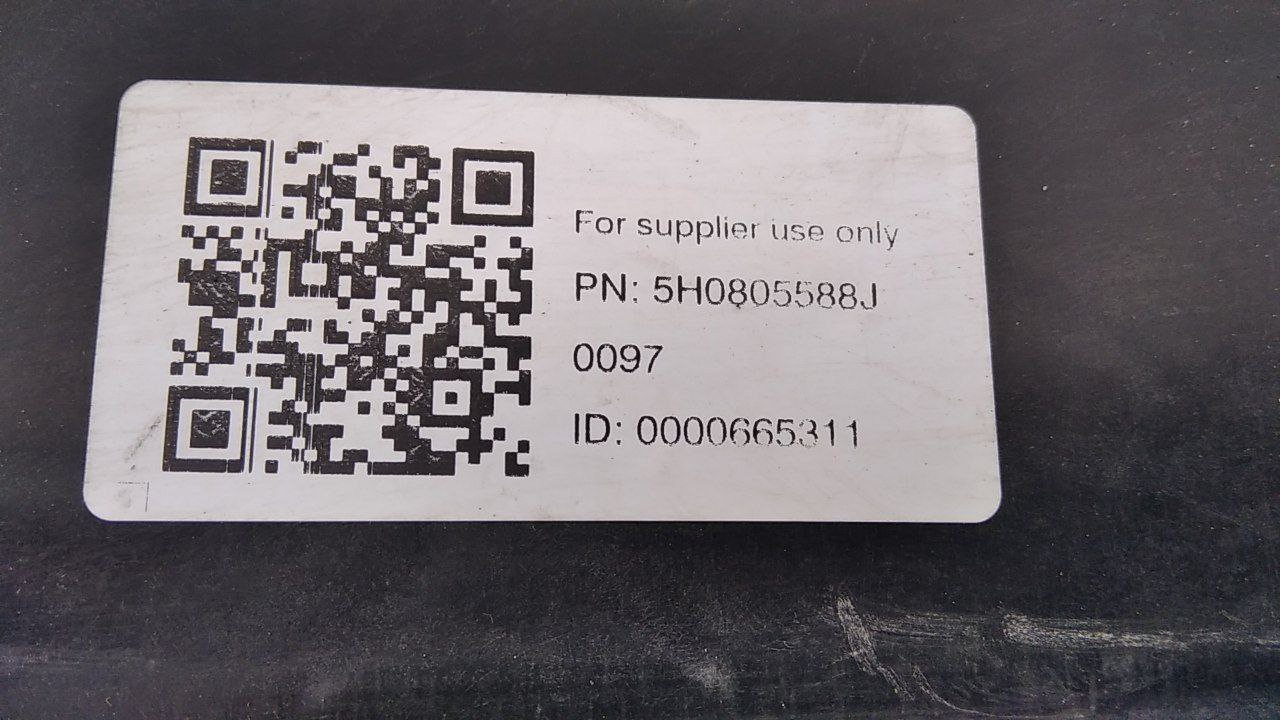 For supplier use only
PN: 5H0805588J
0097
ID: 0000665311